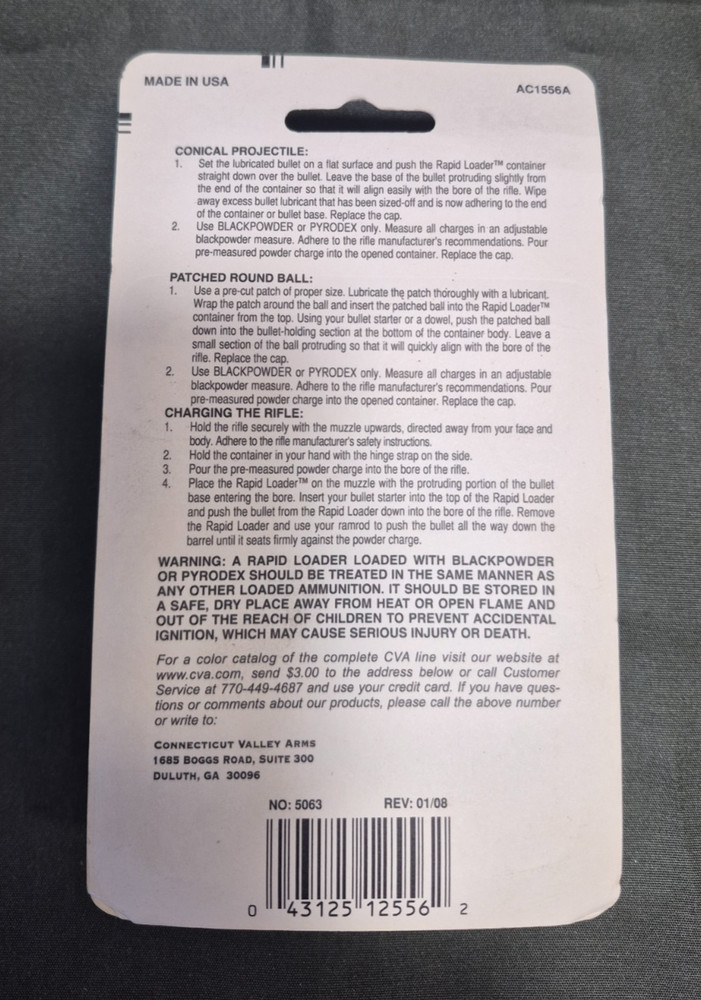 MADE IN USA
AC1556A
CONICAL PROJECTILE:
1. Set the lubricated bullet on a flat surface and push the Rapid Loader™ container
straight down over the bullet. Leave the base of the bullet protruding slightly from
the end of the container so that it will align easily with the bore of the rifle. Wipe
away excess bullet lubricant that has been sized-off and is now adhering to the end
of the container or bullet base. Replace the cap.
2. Use BLACKPOWDER or PYRODEX only. Measure all charges in an adjustable
blackpowder measure. Adhere to the rifle manufacturer's recommendations. Pour
pre-measured powder charge into the opened container. Replace the cap.
PATCHED ROUND BALL:
1. Use a pre-cut patch of proper size. Lubricate the patch thoroughly with a lubricant.
Wrap the patch around the ball and insert the patched ball into the Rapid Loader™
container from the top. Using your bullet starter or a dowel, push the patched ball
down into the bullet-holding section at the bottom of the container body. Leave a
small section of the ball protruding so that it will quickly align with the bore of the
rifle. Replace the cap.
2. Use BLACKPOWDER or PYRODEX only. Measure all charges in an adjustable
blackpowder measure. Adhere to the rifle manufacturer's recommendations. Pour
pre-measured powder charge into the opened container. Replace the cap.
CHARGING THE RIFLE:
1. Hold the rifle securely with the muzzle upwards, directed away from your face and
body. Adhere to the rifle manufacturer's safety instructions.
2. Hold the container in your hand with the hinge strap on the side.
3. Pour the pre-measured powder charge into the bore of the rifle.
4. Place the Rapid Loader™ on the muzzle with the protruding portion of the bullet
base entering the bore. Insert your bullet starter into the top of the Rapid Loader
and push the bullet from the Rapid Loader down into the bore of the rifle. Remove
the Rapid Loader and use your ramrod to push the bullet all the way down the
barrel until it seats firmly against the powder charge.
WARNING: A RAPID LOADER LOADED WITH BLACKPOWDER
OR PYRODEX SHOULD BE TREATED IN THE SAME MANNER AS
ANY OTHER LOADED AMMUNITION. IT SHOULD BE STORED IN
A SAFE, DRY PLACE AWAY FROM HEAT OR OPEN FLAME AND
OUT OF THE REACH OF CHILDREN TO PREVENT ACCIDENTAL
IGNITION, WHICH MAY CAUSE SERIOUS INJURY OR DEATH.
For a color catalog of the complete CVA line visit our website at
www.cva.com, send $3.00 to the address below or call Customer
Service at 770-449-4687 and use your credit card. If you have ques-
tions or comments about our products, please call the above number
or write to:
CONNECTICUT VALLEY ARMS
1685 BOGGS ROAD, SUITE 300
DULUTH, GA 30096
NO: 5063 REV: 01/08
0 43125 12556 2